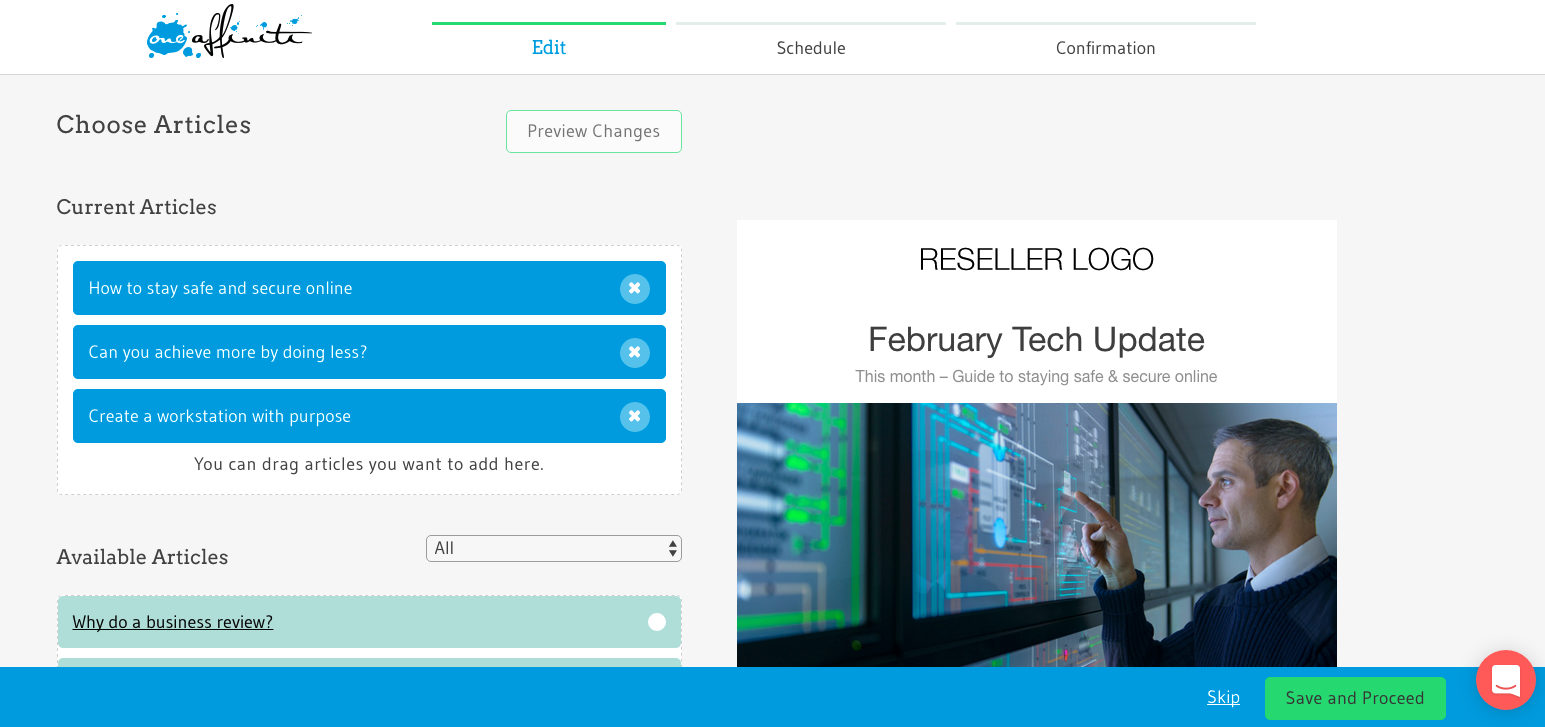 one affiniti
Edit
Schedule
Confirmation
Choose Articles
Preview Changes
Current Articles
How to stay safe and secure online
Can you achieve more by doing less?
Create a workstation with purpose
You can drag articles you want to add here.
Available Articles
All
Why do a business review?
RESELLER LOGO
February Tech Update
This month – Guide to staying safe & secure online
Skip
Save and Proceed